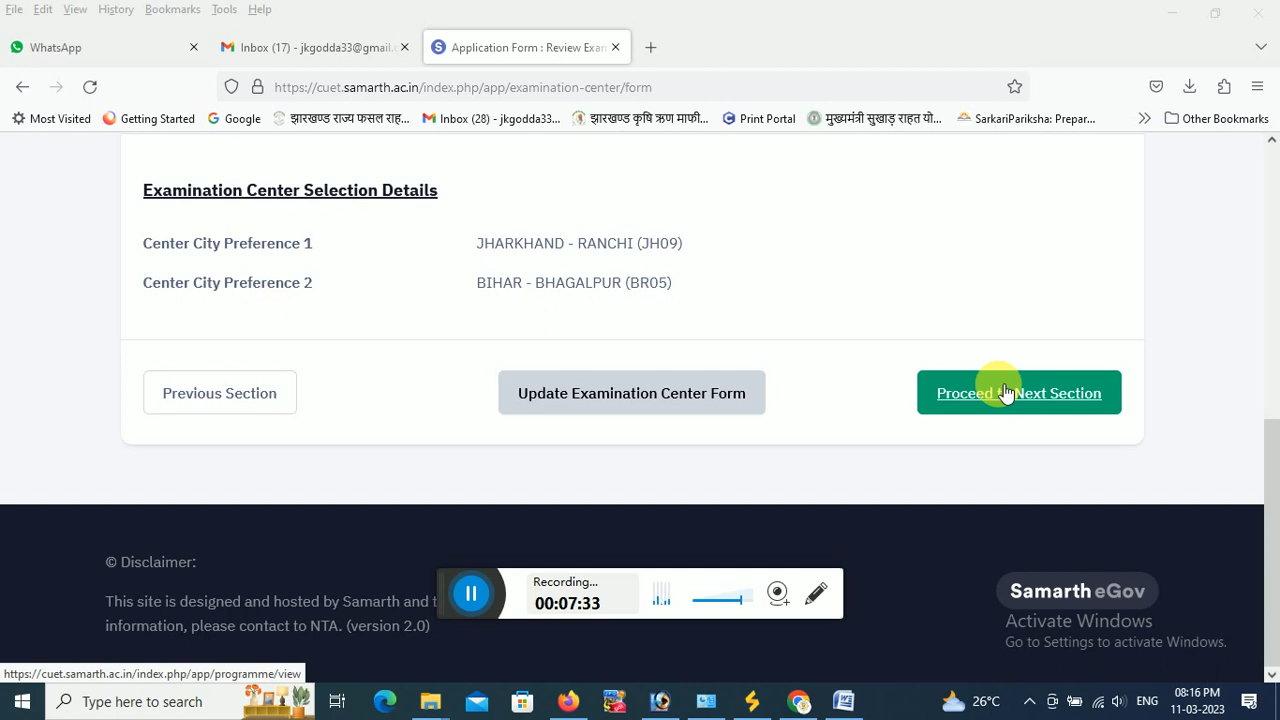 File Edit View History Bookmarks Tools Help
WhatsApp
Inbox (17) - jkgodda33@gmail.c
Application Form : Review Exan
https://cuet.samarth.ac.in/index.php/app/examination-center/form
Most Visited
Getting Started
Google
झारखण्ड राज्य फसल राह...
Inbox (28) - jkgodda33...
झारखण्ड कृषि ऋण माफी...
Print Portal
मुख्यमंत्री सुखाड़ राहत यो...
SarkariPariksha: Prepar...
Other Bookmarks
Examination Center Selection Details
Center City Preference 1 JHARKHAND - RANCHI (JH09)
Center City Preference 2 BIHAR - BHAGALPUR (BR05)
Previous Section
Update Examination Center Form
Proceed Next Section
© Disclaimer:
This site is designed and hosted by Samarth and t
information, please contact to NTA. (version 2.0)
Recording...
00:07:33
Samarth eGov
Activate Windows
Go to Settings to activate Windows.
https://cuet.samarth.ac.in/index.php/app/programme/view
Type here to search
26°C
ENG
08:16 PM
11-03-2023